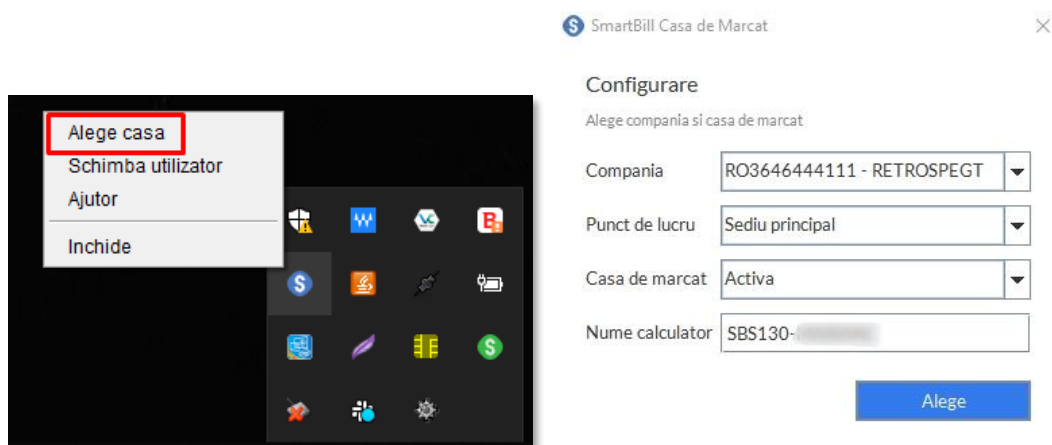 Alege casa
Schimba utilizator
Ajutor
Inchide
SmartBill Casa de Marcat
Configurare
Alege compania si casa de marcat
Compania RO3646444111 - RETROSPEGT
Punct de lucru Sediu principal
Casa de marcat Activa
Nume calculator SBS130-
Alege